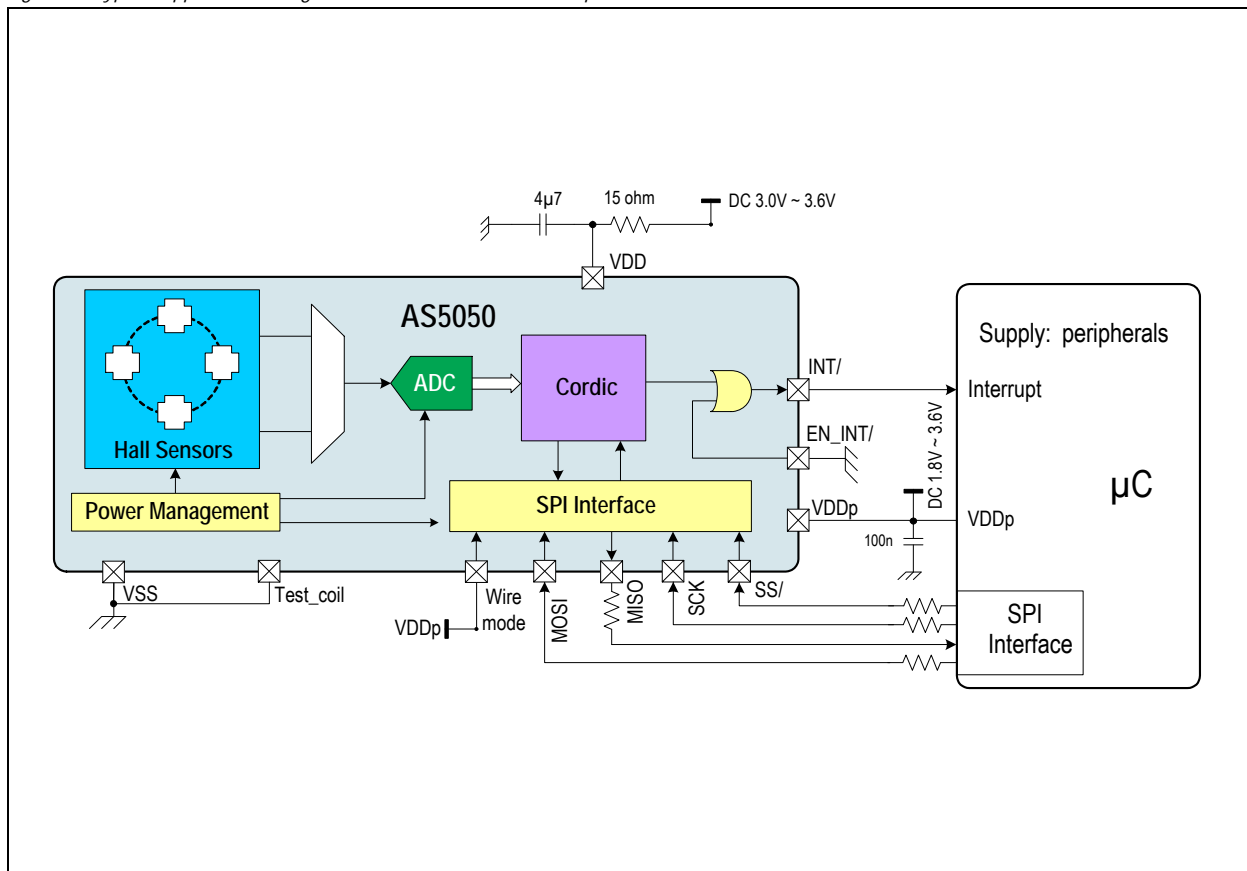 4µ7
15 ohm
DC 3.0V ~ 3.6V
VDD
AS5050
Supply: peripherals
INT/
Interrupt
ADC
Cordic
Hall Sensors
EN_INT/
DC 1.8V ~ 3.6V
µC
Power Management
SPI Interface
VDDp
VDDp
100n
VSS
Test_coil
Wire
mode
MOSI
MISO
SCK
SS/
VDDp
SPI
Interface